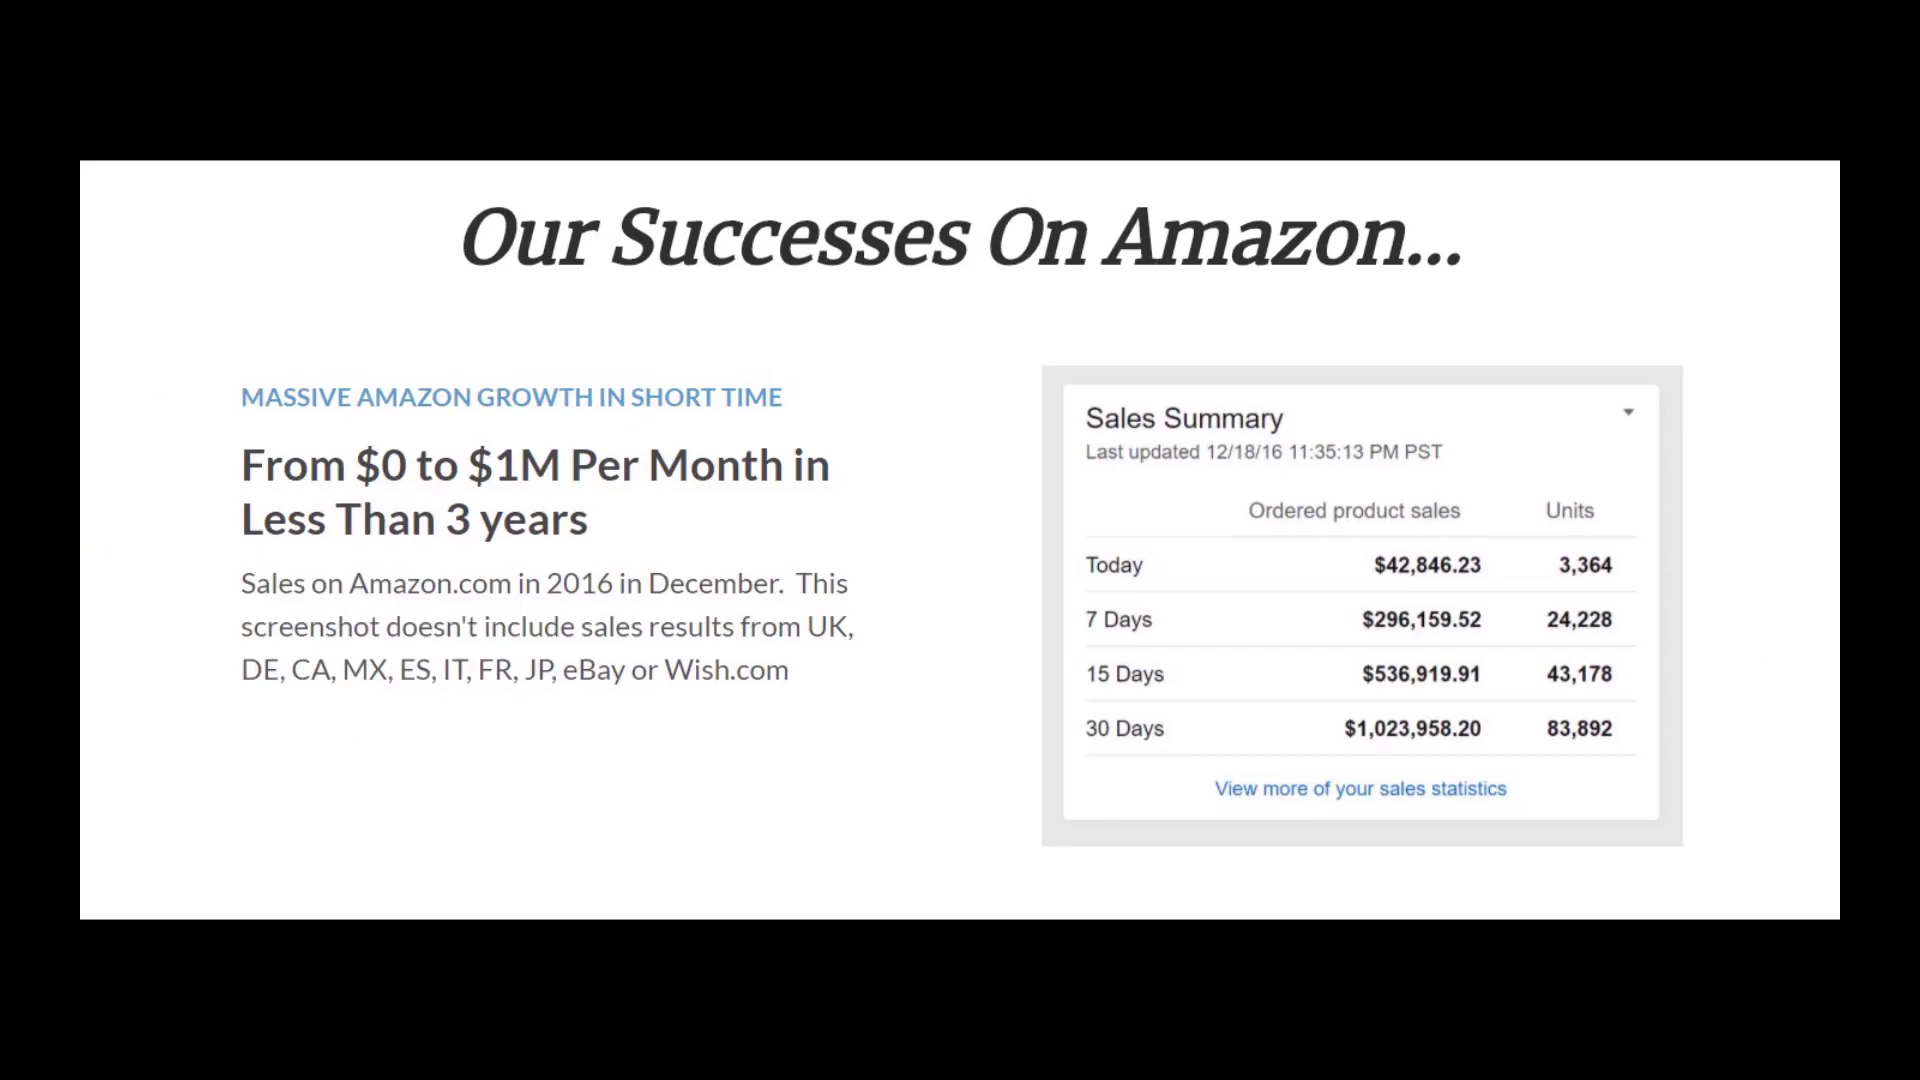 Our Successes On Amazon...
MASSIVE AMAZON GROWTH IN SHORT TIME
From $0 to $1M Per Month in
Less Than 3 years
Sales on Amazon.com in 2016 in December.  This
screenshot doesn't include sales results from UK,
DE, CA, MX, ES, IT, FR, JP, eBay or Wish.com
Sales Summary
Last updated 12/18/16 11:35:13 PM PST
Ordered product sales Units
Today $42,846.23 3,364
7 Days $296,159.52 24,228
15 Days $536,919.91 43,178
30 Days $1,023,958.20 83,892
View more of your sales statistics